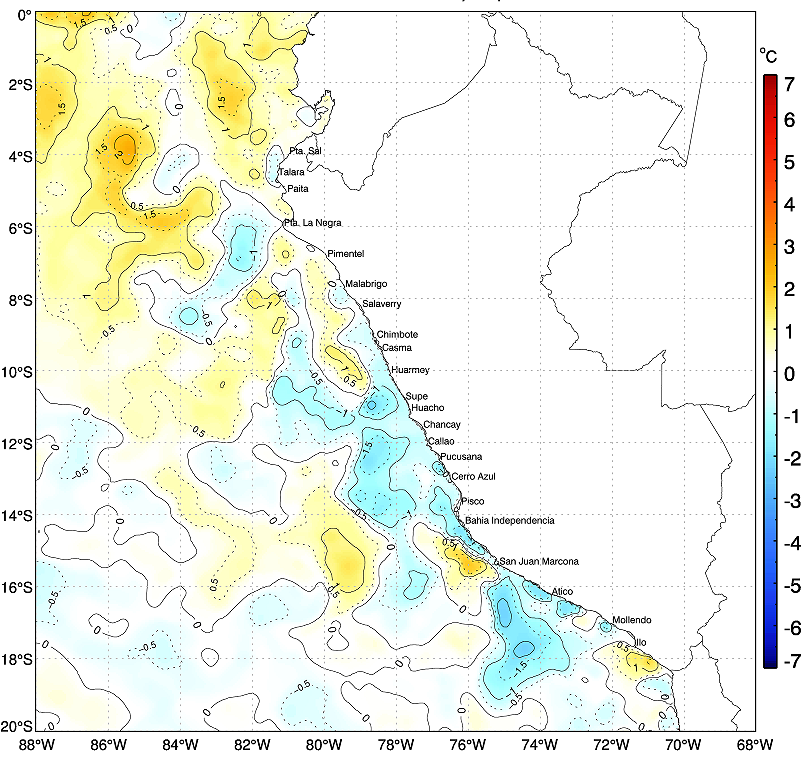 °C
0°
2°S
4°S
6°S
8°S
10°S
12°S
14°S
16°S
18°S
20°S
88°W 86°W 84°W 82°W 80°W 78°W 76°W 74°W 72°W 70°W 68°W
7
6
5
4
3
2
1
0
-1
-2
-3
-4
-5
-6
-7
Pta. Sal
Talara
Paita
Pta. La Negra
Pimentel
Malabrigo
Salaverry
Chimbote
Casma
Huarmey
Supe
Huacho
Chancay
Callao
Pucusana
Cerro Azul
Pisco
Bahia Independencia
San Juan Marcona
Atico
Mollendo
Ilo